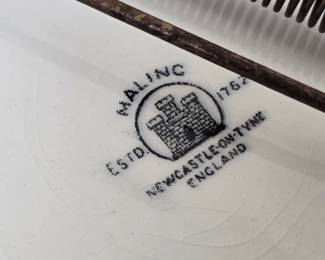 MALING
ESTD. 1762
NEWCASTLE-ON-TYNE
ENGLAND